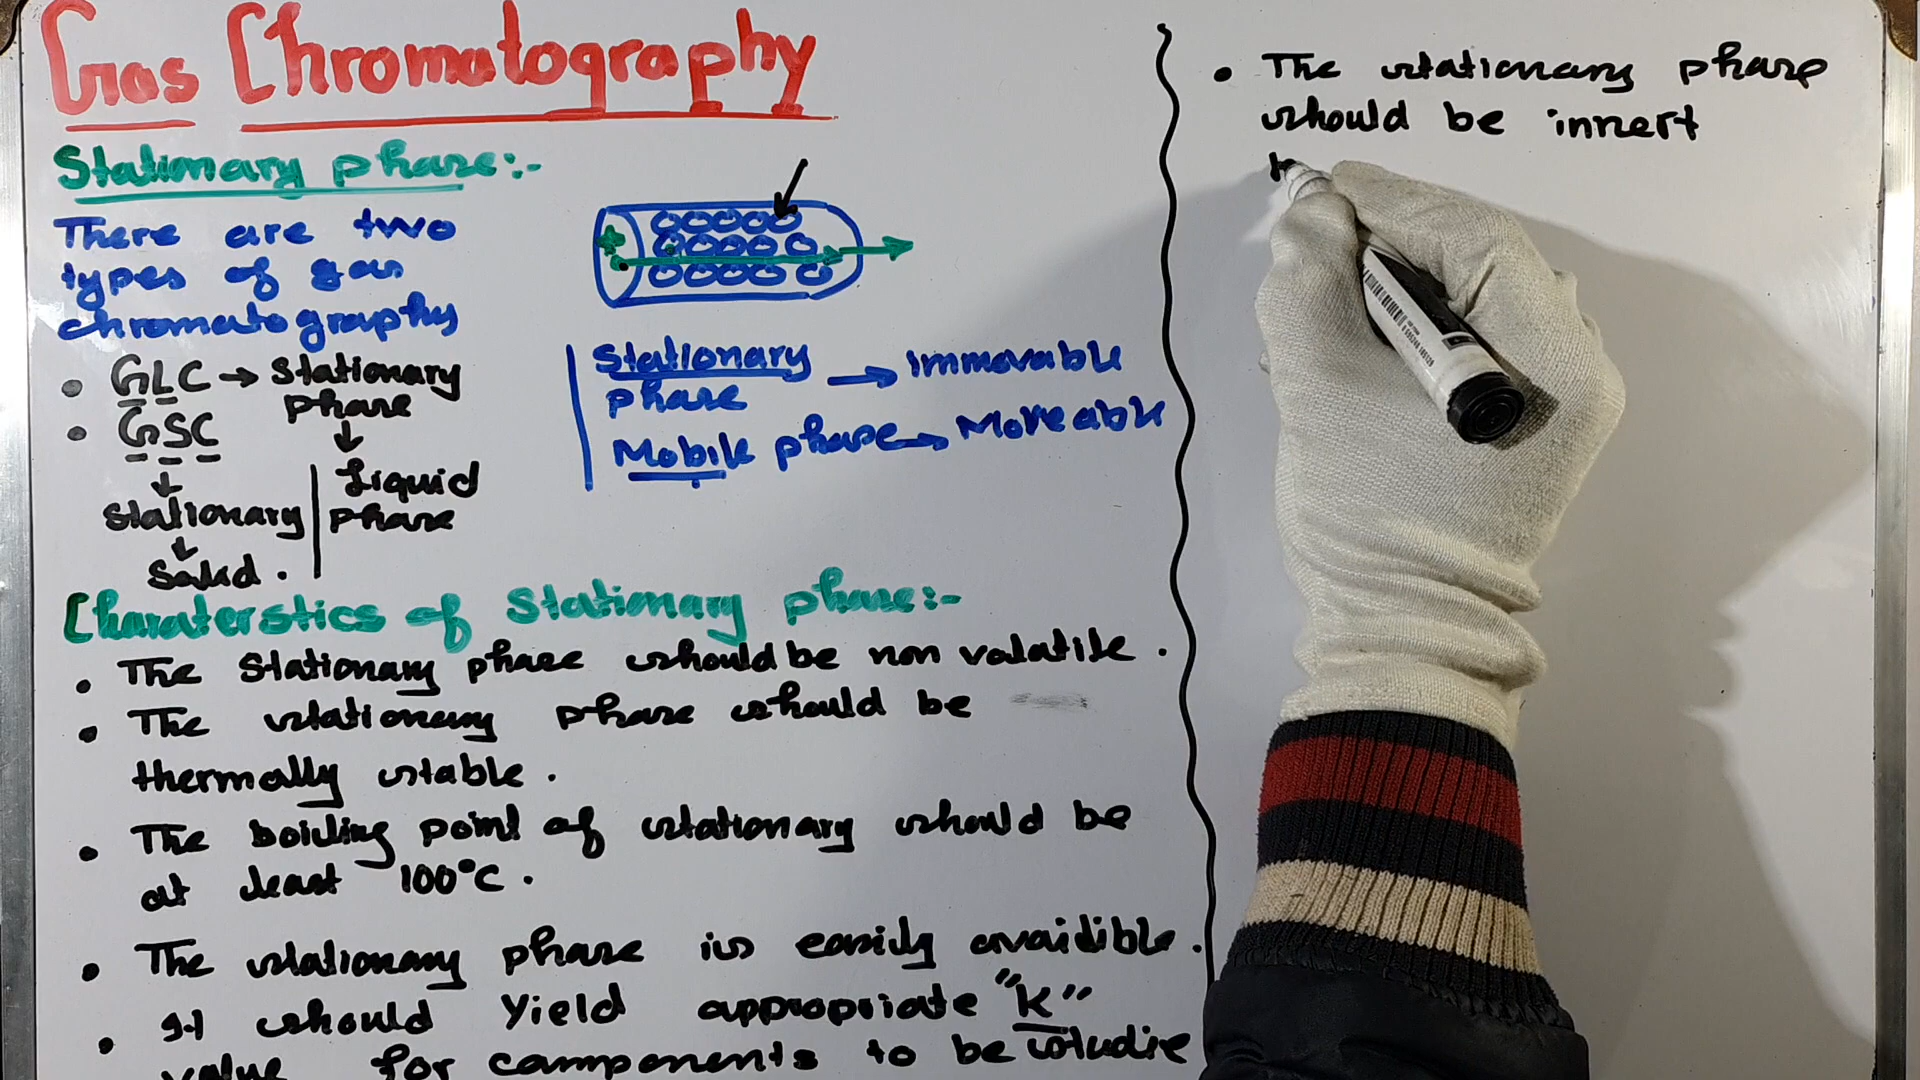 Gas Chromatography
Stationary phase:-
There are two
types of gas
chromatography
• GLC → Stationary
phase
• GSC
Liquid
phase
Stationary
Solid.
Stationary
phase → immovable
Mobile phase → Moveable
Charaterstics of Stationary phase:-
• The Stationary phase should be non volatile.
• The stationary phase should be
thermally stable.
• The boiling point of stationary should be
at least 100°C.
• The stationary phase is easily avaidible.
• It should Yield appropriate "K"
value for components to be studie
• The stationary phase
should be innert